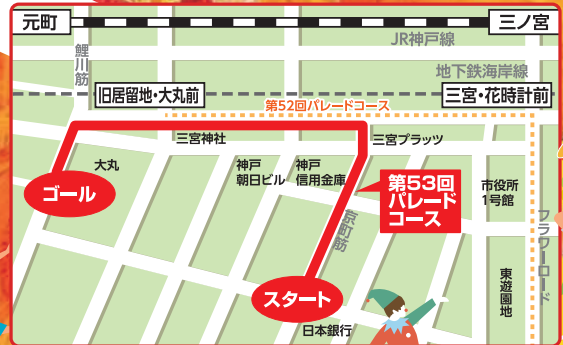 元町
三ノ宮
JR神戸線
鯉川筋
地下鉄海岸線
旧居留地・大丸前
三宮・花時計前
第52回パレードコース
三宮神社
三宮プラッツ
大丸
神戸
朝日ビル
神戸
信用金庫
第53回
パレード
コース
市役所
1号館
ゴール
京町筋
フラワーロード
スタート
東遊園地
日本銀行